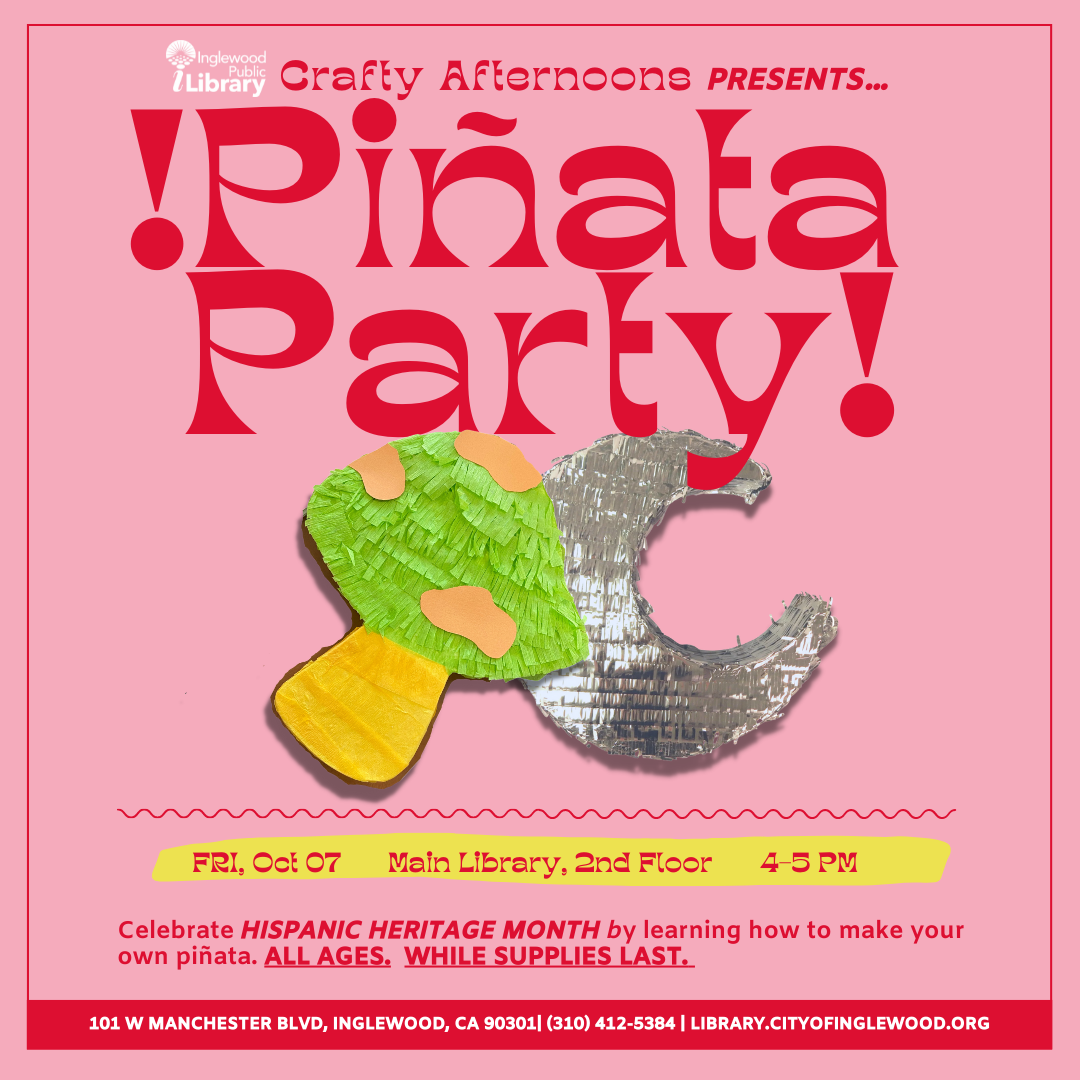 Inglewood
Public
Library
Crafty Afternoons PRESENTS...
!Piñata
Party!
FRI, Oct 07 Main Library, 2nd Floor 4-5 PM
Celebrate HISPANIC HERITAGE MONTH by learning how to make your
own piñata. ALL AGES. WHILE SUPPLIES LAST.
101 W MANCHESTER BLVD, INGLEWOOD, CA 90301| (310) 412-5384 | LIBRARY.CITYOFINGLEWOOD.ORG